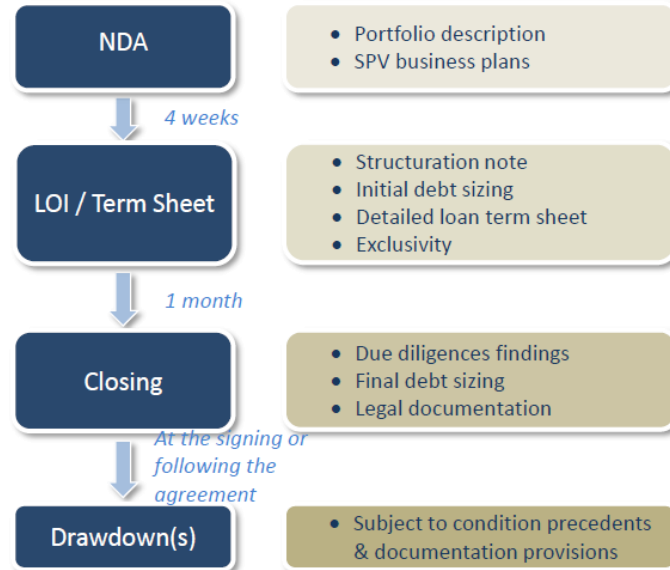 NDA
• Portfolio description
• SPV business plans
4 weeks
LOI / Term Sheet
• Structuration note
• Initial debt sizing
• Detailed loan term sheet
• Exclusivity
1 month
Closing
• Due diligences findings
• Final debt sizing
• Legal documentation
At the signing or
following the
agreement
Drawdown(s)
• Subject to condition precedents
& documentation provisions